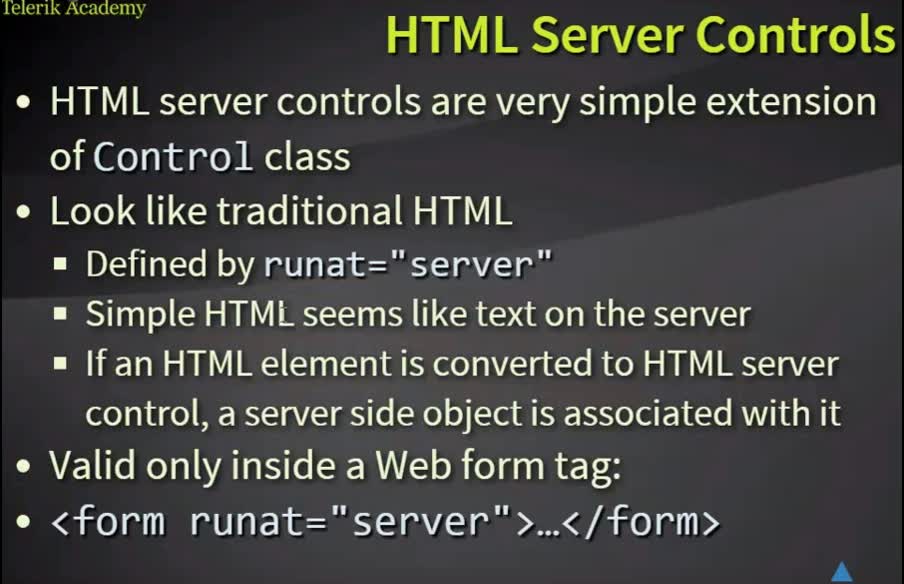 Telerik Academy
HTML Server Controls
• HTML server controls are very simple extension
of Control class
• Look like traditional HTML
▪ Defined by runat="server"
▪ Simple HTML seems like text on the server
▪ If an HTML element is converted to HTML server
control, a server side object is associated with it
• Valid only inside a Web form tag:
• <form runat="server">…</form>